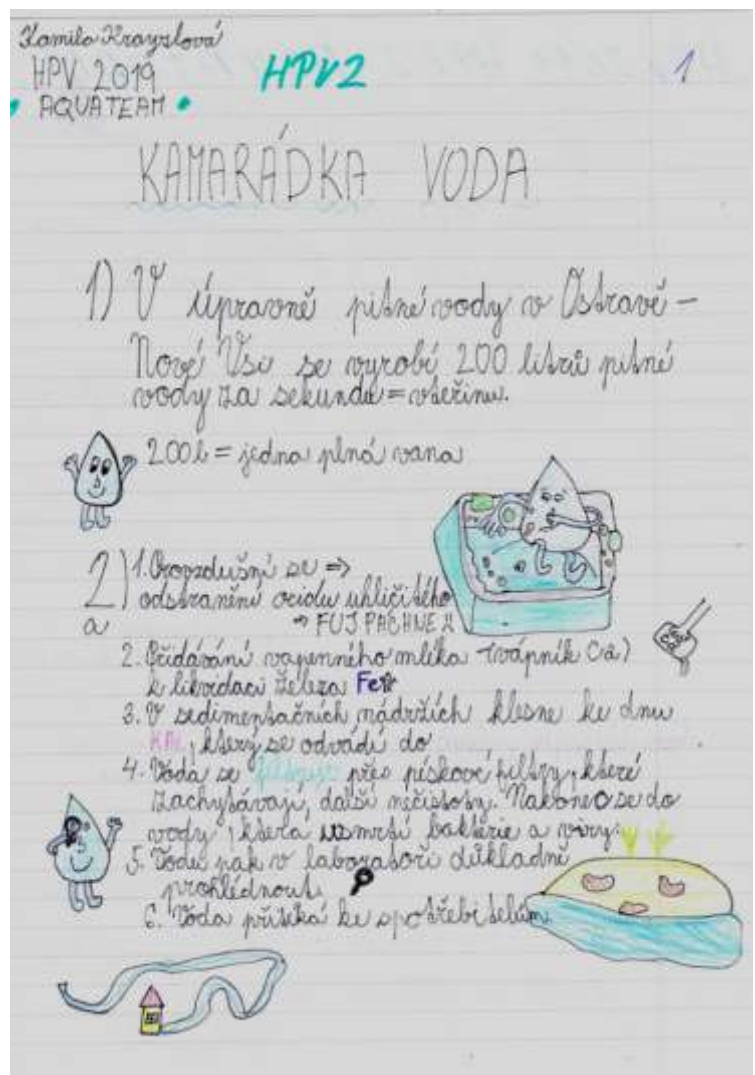 Kamila Krayzlová
HPV 2019 HPV2 1
• AQUATEAM •
KAMARÁDKA VODA
1) V úpravně pitné vody v Ostravě –
Nové Vsi se vyrobí 200 litrů pitné
vody za sekundu = vteřinu.
200 l = jedna plná vana
2) 1. Provzdušní se ⇒
a odstranění oxidu uhličitého
⇒ FUJ PÁCHNE
2. Přidávání vapenného mléka (vápník Ca)
k likvidaci železa Fe
3. V sedimentačních nádržích klesne ke dnu
KAL, který se odvádí do
4. Voda se filtruje přes pískové filtry, které
zachytávají, další nečistoty. Nakonec se do
vody, která usmrtí bakterie a viry.
5. Vodu pak v laboratoři důkladně
prohlédnout.
6. Voda přitéká ke spotřebitelům